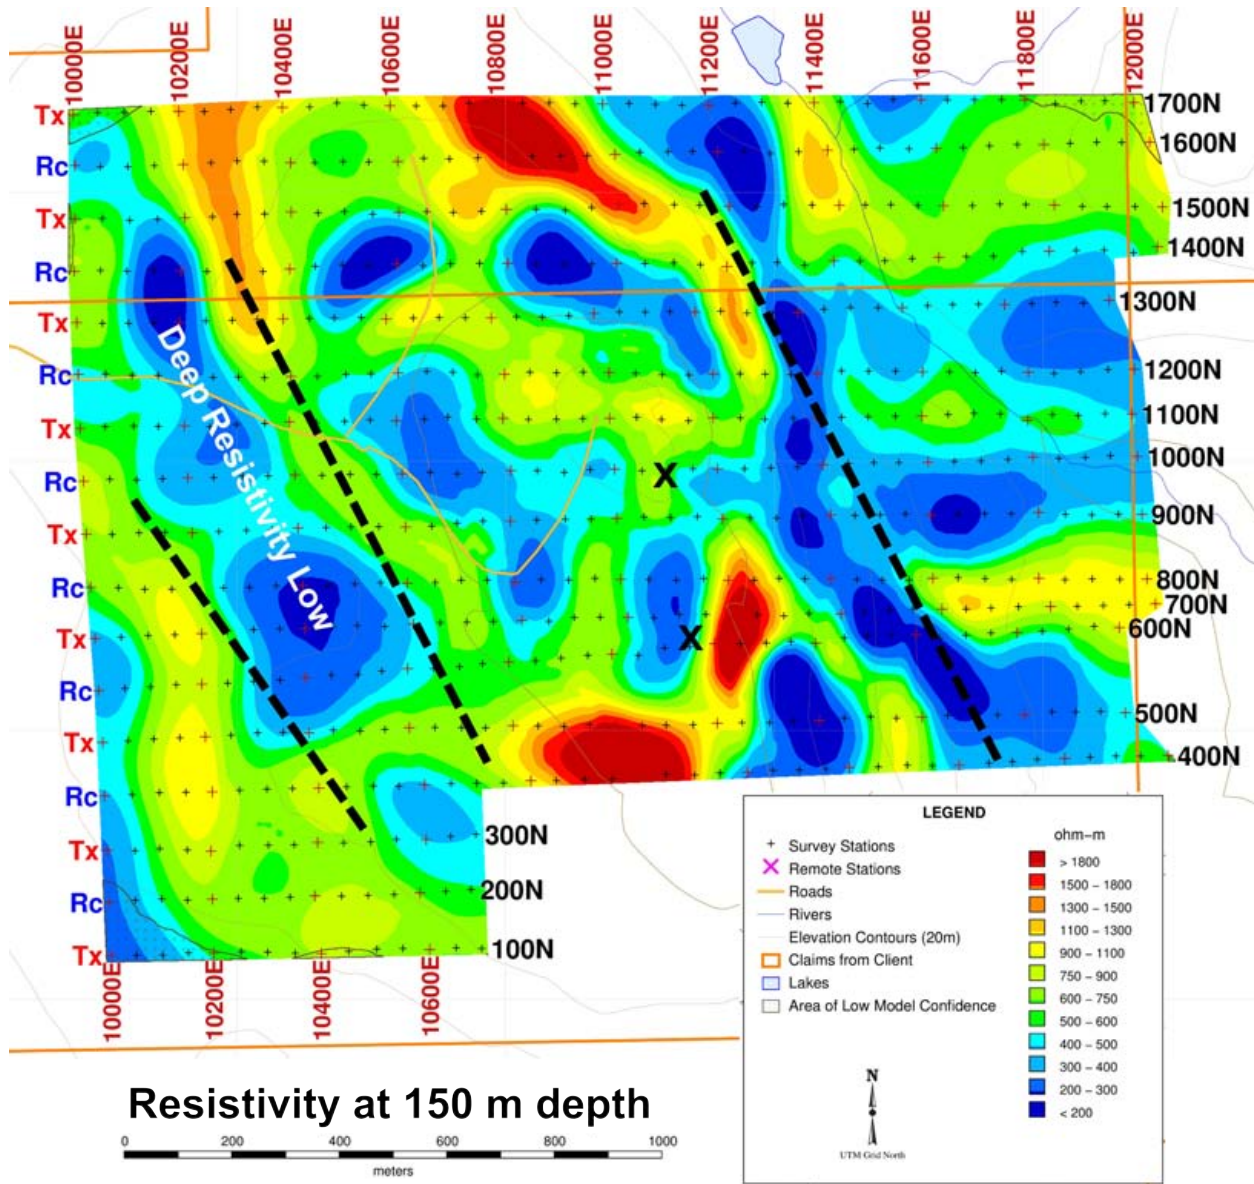 10000E 10200E 10400E 10600E 10800E 11000E 11200E 11400E 11600E 11800E 12000E
Tx 1700N
1600N
Rc
Tx 1500N
1400N
Rc
1300N
Tx
Rc 1200N
1100N
Tx
1000N
Rc
900N
Tx
Rc 800N
700N
Tx 600N
Rc
500N
Tx
400N
Rc
300N
Tx
200N
Rc
100N
Tx
Deep Resistivity Low
X
X
10000E 10200E 10400E 10600E
LEGEND
Survey Stations
Remote Stations
Roads
Rivers
Elevation Contours (20m)
Claims from Client
Lakes
Area of Low Model Confidence
ohm-m
> 1800
1500 - 1800
1300 - 1500
1100 - 1300
900 - 1100
750 - 900
600 - 750
500 - 600
400 - 500
300 - 400
200 - 300
< 200
N
UTM Grid North
Resistivity at 150 m depth
0 200 400 600 800 1000
meters